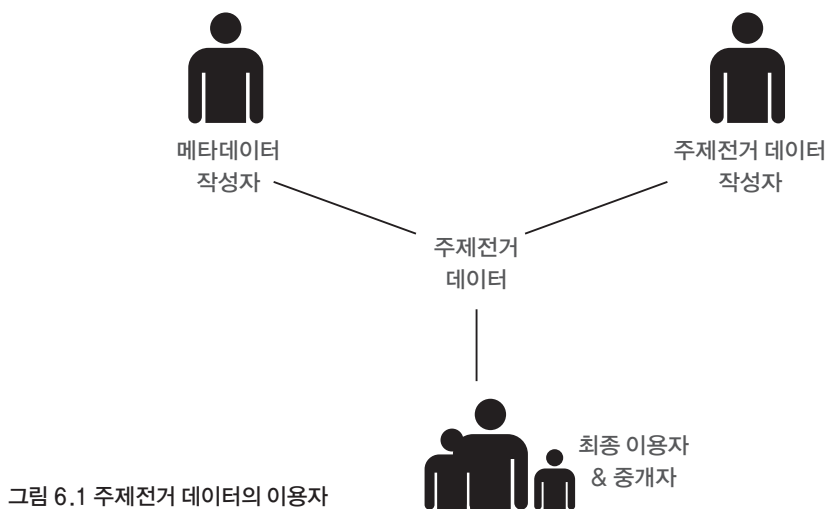 메타데이터
작성자
주제전거 데이터
작성자
주제전거
데이터
최종 이용자
& 중개자
그림 6.1 주제전거 데이터의 이용자